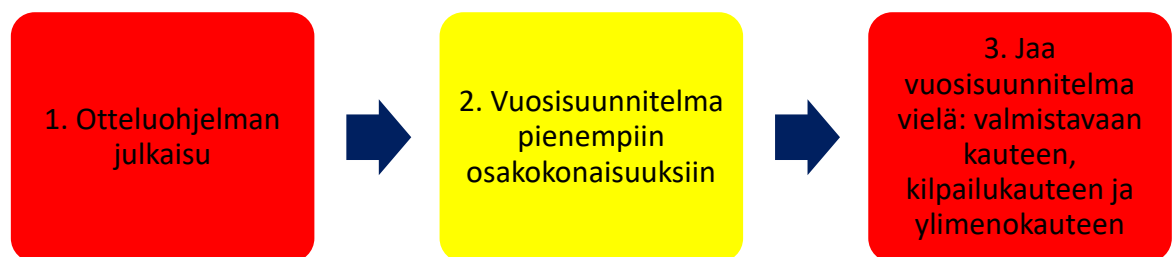 1. Otteluohjelman
julkaisu
2. Vuosisuunnitelma
pienempiin
osakokonaisuuksiin
3. Jaa
vuosisuunnitelma
vielä: valmistavaan
kauteen,
kilpailukauteen ja
ylimenokauteen